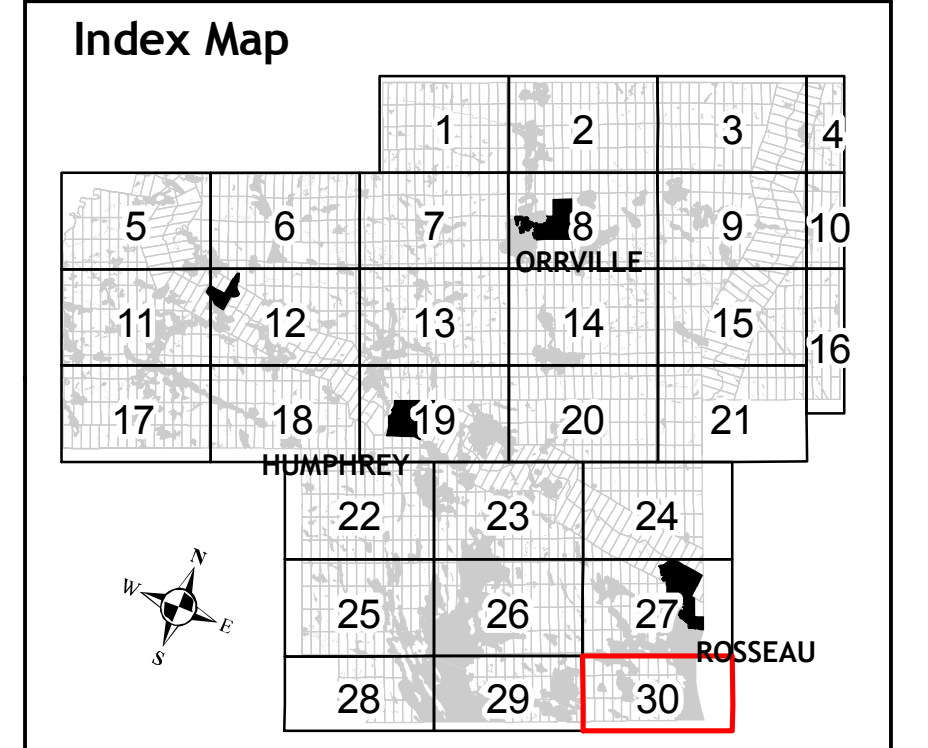 Index Map
1 2 3 4
5 6 7 8 9 10
ORRVILLE
11 12 13 14 15 16
17 18 19 20 21
HUMPHREY
22 23 24
N
W
E
S
25 26 27
ROSSEAU
28 29 30